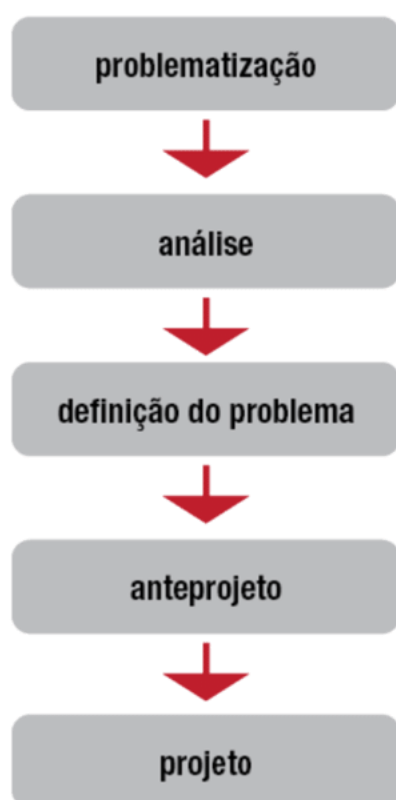 problematização
análise
definição do problema
anteprojeto
projeto